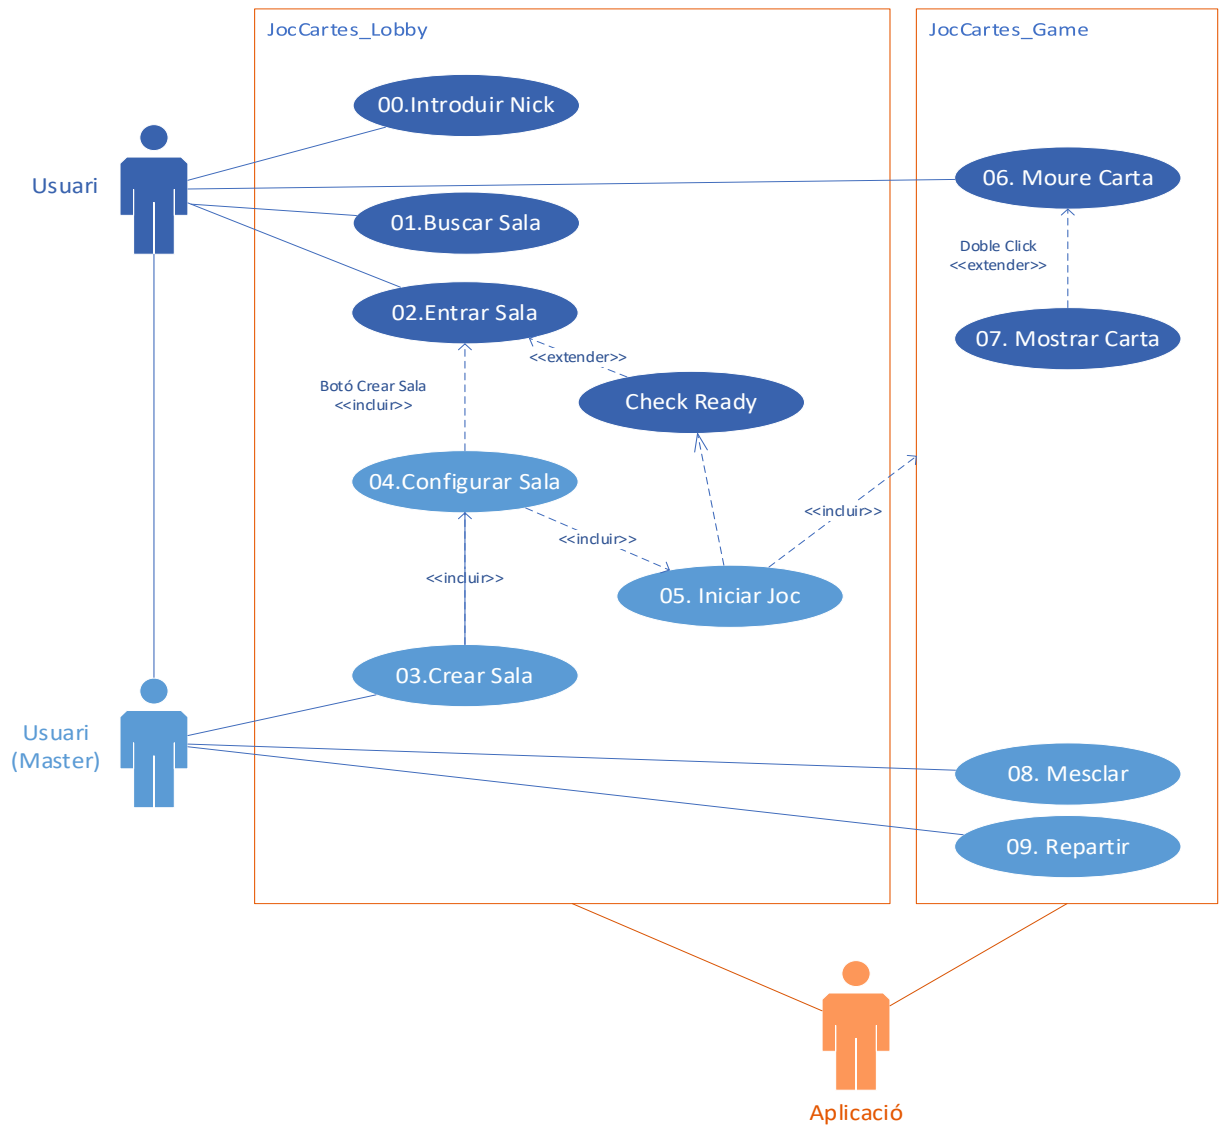 JocCartes_Lobby
JocCartes_Game
00.Introduir Nick
Usuari
06. Moure Carta
01.Buscar Sala
Doble Click
<<extender>>
02.Entrar Sala
07. Mostrar Carta
<<extender>>
Botó Crear Sala
<<incluir>>
Check Ready
04.Configurar Sala
<<incluir>>
<<incluir>>
<<incluir>>
05. Iniciar Joc
03.Crear Sala
Usuari
(Master)
08. Mesclar
09. Repartir
Aplicació